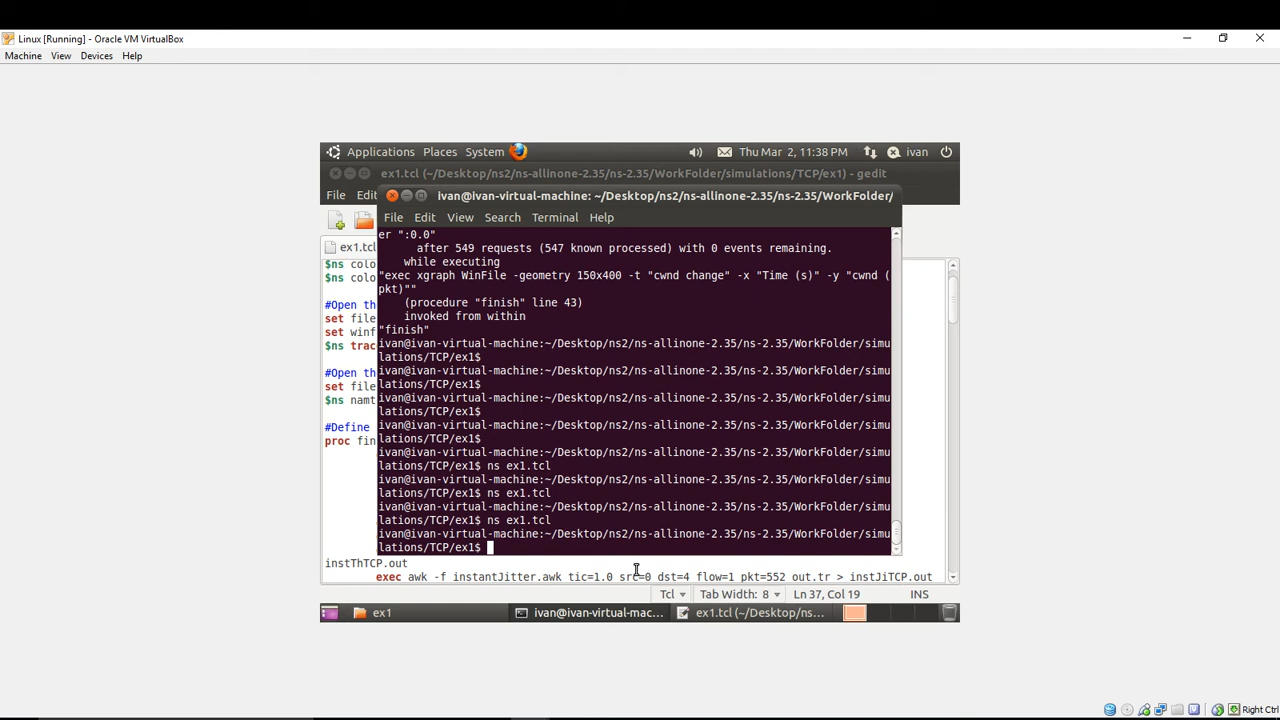 Linux [Running] - Oracle VM VirtualBox
Machine View Devices Help
Applications Places System Thu Mar 2, 11:38 PM ivan
ex1.tcl (~/Desktop/ns2/ns-allinone-2.35/ns-2.35/WorkFolder/simulations/TCP/ex1) - gedit
File Edit
ivan@ivan-virtual-machine: ~/Desktop/ns2/ns-allinone-2.35/ns-2.35/WorkFolder/
File Edit View Search Terminal Help
ex1.tcl
$ns colo
$ns colo
#Open th
set file
set winf
$ns trac
#Open th
set file
$ns namt
#Define
proc fin
er ":0.0"
after 549 requests (547 known processed) with 0 events remaining.
while executing
"exec xgraph WinFile -geometry 150x400 -t "cwnd change" -x "Time (s)" -y "cwnd (
pkt)""
(procedure "finish" line 43)
invoked from within
"finish"
ivan@ivan-virtual-machine:~/Desktop/ns2/ns-allinone-2.35/ns-2.35/WorkFolder/simu
lations/TCP/ex1$
ivan@ivan-virtual-machine:~/Desktop/ns2/ns-allinone-2.35/ns-2.35/WorkFolder/simu
lations/TCP/ex1$
ivan@ivan-virtual-machine:~/Desktop/ns2/ns-allinone-2.35/ns-2.35/WorkFolder/simu
lations/TCP/ex1$
ivan@ivan-virtual-machine:~/Desktop/ns2/ns-allinone-2.35/ns-2.35/WorkFolder/simu
lations/TCP/ex1$
ivan@ivan-virtual-machine:~/Desktop/ns2/ns-allinone-2.35/ns-2.35/WorkFolder/simu
lations/TCP/ex1$ ns ex1.tcl
ivan@ivan-virtual-machine:~/Desktop/ns2/ns-allinone-2.35/ns-2.35/WorkFolder/simu
lations/TCP/ex1$ ns ex1.tcl
ivan@ivan-virtual-machine:~/Desktop/ns2/ns-allinone-2.35/ns-2.35/WorkFolder/simu
lations/TCP/ex1$ ns ex1.tcl
ivan@ivan-virtual-machine:~/Desktop/ns2/ns-allinone-2.35/ns-2.35/WorkFolder/simu
lations/TCP/ex1$
instThTCP.out
exec awk -f instantJitter.awk tic=1.0 src=0 dst=4 flow=1 pkt=552 out.tr > instJiTCP.out
Tcl Tab Width: 8 Ln 37, Col 19 INS
ex1 ivan@ivan-virtual-mac... ex1.tcl (~/Desktop/ns...
Right Ctrl